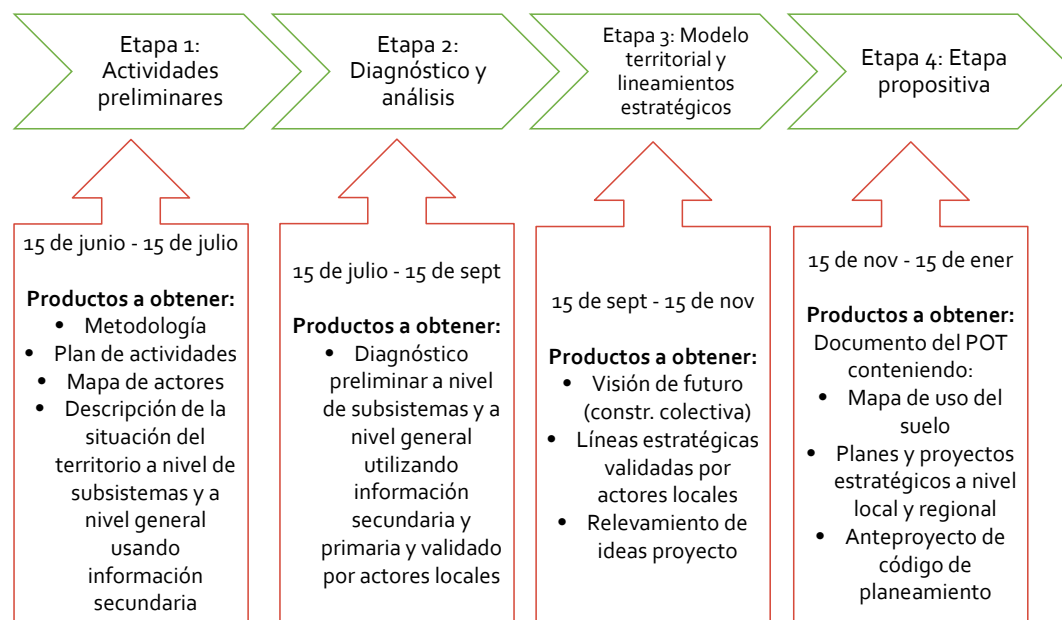 Etapa 1:
Actividades
preliminares
Etapa 2:
Diagnóstico y
análisis
Etapa 3: Modelo
territorial y
lineamientos
estratégicos
Etapa 4: Etapa
propositiva
15 de junio - 15 de julio
Productos a obtener:
• Metodología
• Plan de actividades
• Mapa de actores
• Descripción de la
situación del
territorio a nivel de
subsistemas y a
nivel general
usando
información
secundaria
15 de julio - 15 de sept
Productos a obtener:
• Diagnóstico
preliminar a nivel
de subsistemas y a
nivel general
utilizando
información
secundaria y
primaria y validado
por actores locales
15 de sept - 15 de nov
Productos a obtener:
• Visión de futuro
(constr. colectiva)
• Líneas estratégicas
validadas por
actores locales
• Relevamiento de
ideas proyecto
15 de nov - 15 de ener
Productos a obtener:
Documento del POT
conteniendo:
• Mapa de uso del
suelo
• Planes y proyectos
estratégicos a nivel
local y regional
• Anteproyecto de
código de
planeamiento